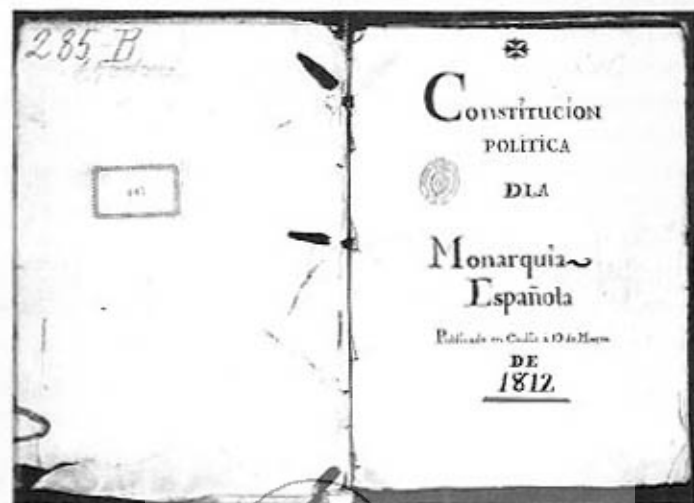 285, B
Constitucion
POLITICA
DLA
Monarquia~
Española
Publicada en Cadiz a 19 de Marzo
DE
1812